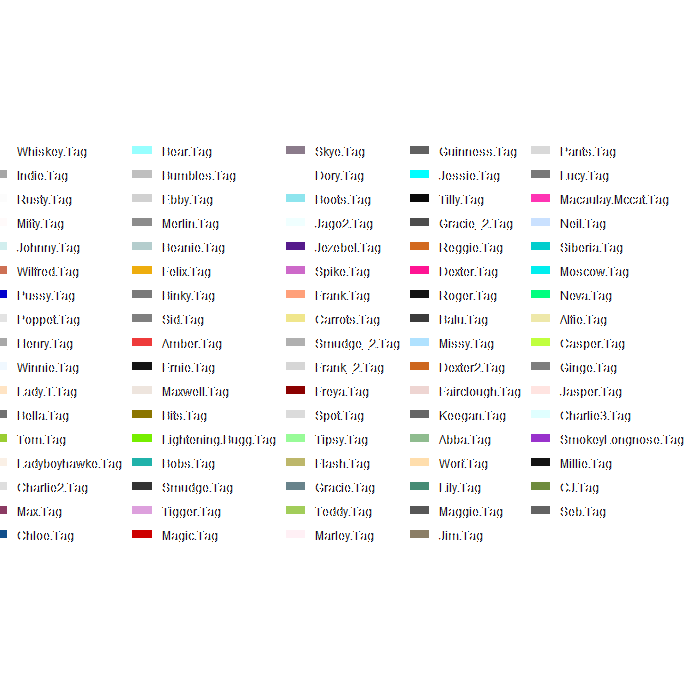 Whiskey.Tag
Indie.Tag
Rusty.Tag
Mifty.Tag
Johnny.Tag
Wilfred.Tag
Pussy.Tag
Poppet.Tag
Henry.Tag
Winnie.Tag
Lady.T.Tag
Bella.Tag
Tom.Tag
Ladyboyhawke.Tag
Charlie2.Tag
Max.Tag
Chloe.Tag
Bear.Tag
Bumbles.Tag
Ebby.Tag
Merlin.Tag
Beanie.Tag
Felix.Tag
Binky.Tag
Sid.Tag
Amber.Tag
Ernie.Tag
Maxwell.Tag
Bits.Tag
Lightening.Bugg.Tag
Bobs.Tag
Smudge.Tag
Tigger.Tag
Magic.Tag
Skye.Tag
Dory.Tag
Boots.Tag
Jago2.Tag
Jezebel.Tag
Spike.Tag
Frank.Tag
Carrots.Tag
Smudge_2.Tag
Frank_2.Tag
Freya.Tag
Spot.Tag
Tipsy.Tag
Flash.Tag
Gracie.Tag
Teddy.Tag
Marley.Tag
Guinness.Tag
Jessie.Tag
Tilly.Tag
Gracie_2.Tag
Reggie.Tag
Dexter.Tag
Roger.Tag
Balu.Tag
Missy.Tag
Dexter2.Tag
Fairclough.Tag
Keegan.Tag
Abba.Tag
Worf.Tag
Lily.Tag
Maggie.Tag
Jim.Tag
Pants.Tag
Lucy.Tag
Macaulay.Mccat.Tag
Neil.Tag
Siberia.Tag
Moscow.Tag
Neva.Tag
Alfie.Tag
Casper.Tag
Ginge.Tag
Jasper.Tag
Charlie3.Tag
SmokeyLongnose.Tag
Millie.Tag
CJ.Tag
Seb.Tag